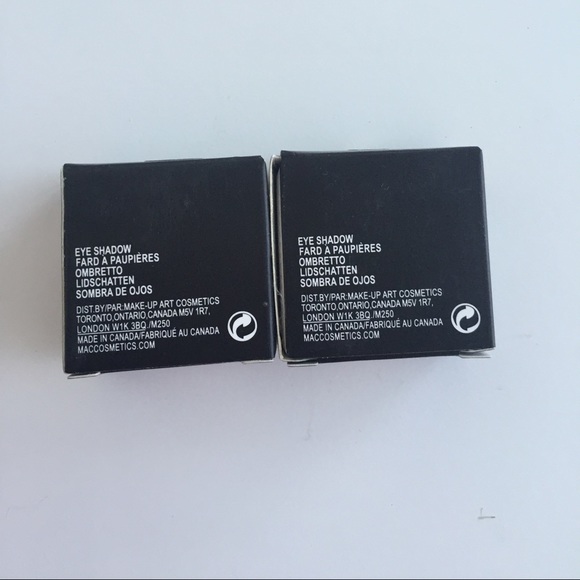 EYE SHADOW
FARD À PAUPIÈRES
OMBRETTO
LIDSCHATTEN
SOMBRA DE OJOS
DIST.BY/PAR:MAKE-UP ART COSMETICS
TORONTO,ONTARIO,CANADA M5V 1R7,
LONDON W1K 3BQ./M250
MADE IN CANADA/FABRIQUÉ AU CANADA
MACCOSMETICS.COM
EYE SHADOW
FARD À PAUPIÈRES
OMBRETTO
LIDSCHATTEN
SOMBRA DE OJOS
DIST.BY/PAR:MAKE-UP ART COSMETICS
TORONTO,ONTARIO,CANADA M5V 1R7,
LONDON W1K 3BQ./M250
MADE IN CANADA/FABRIQUÉ AU CANADA
MACCOSMETICS.COM